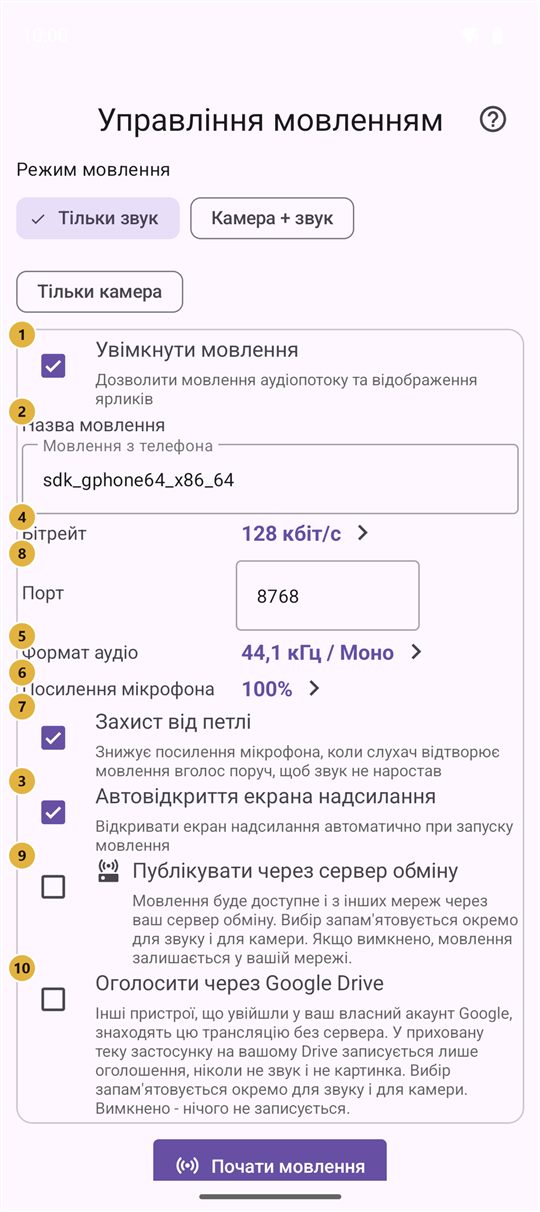 10:00
Управління мовленням
Режим мовлення
Тільки звук
Камера + звук
Тільки камера
1
Увімкнути мовлення
Дозволити мовлення аудіопотоку та відображення
ярликів
2
Назва мовлення
Мовлення з телефона
sdk_gphone64_x86_64
4
Бітрейт
128 кбіт/с
8
Порт
8768
5
Формат аудіо
44,1 кГц / Моно
6
Посилення мікрофона
100%
7
Захист від петлі
Знижує посилення мікрофона, коли слухач відтворює
мовлення вголос поруч, щоб звук не наростав
3
Автовідкриття екрана надсилання
Відкривати екран надсилання автоматично при запуску
мовлення
9
Публікувати через сервер обміну
Мовлення буде доступне і з інших мереж через
ваш сервер обміну. Вибір запам'ятовується окремо
для звуку і для камери. Якщо вимкнено, мовлення
залишається у вашій мережі.
10
Оголосити через Google Drive
Інші пристрої, що увійшли у ваш власний акаунт Google,
знаходять цю трансляцію без сервера. У приховану
теку застосунку на вашому Drive записується лише
оголошення, ніколи не звук і не картинка. Вибір
запам'ятовується окремо для звуку і для камери.
Вимкнено - нічого не записується.
Почати мовлення